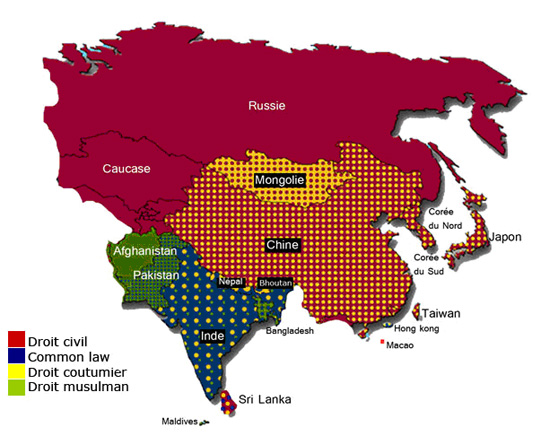 Russie
Caucase
Mongolie
Corée
du Nord
Chine
Japon
Afghanistan
Corée
du Sud
Pakistan
Népal
Bhoutan
Taiwan
Inde
Bangladesh
Hong kong
Macao
Droit civil
Common law
Droit coutumier
Droit musulman
Sri Lanka
Maldives